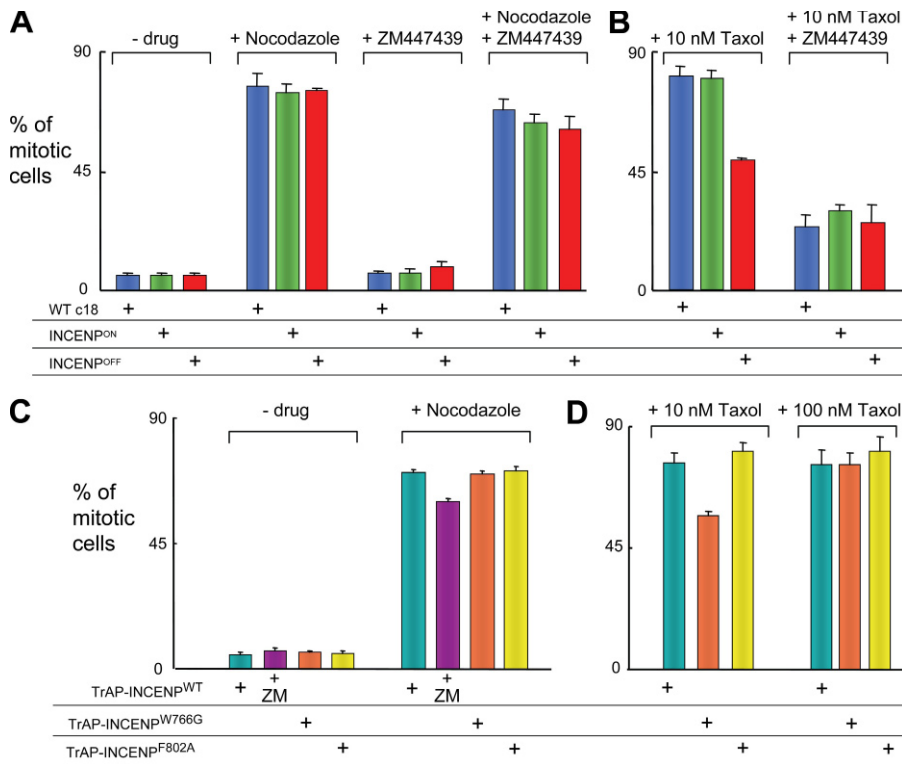 A
- drug
+ Nocodazole
+ ZM447439
+ Nocodazole
+ ZM447439
90
% of
mitotic
cells
45
0
WT c18 + + + +
INCENPᴼᴺ + + + +
INCENPᴼFF + + + +
B
+ 10 nM Taxol
+ 10 nM Taxol
+ ZM447439
90
45
0
+ +
+ +
+ +
C
- drug
+ Nocodazole
90
% of
mitotic
cells
45
0
TrAP-INCENPWT + + ZM + + ZM
TrAP-INCENPW766G + +
TrAP-INCENPF802A + +
D
+ 10 nM Taxol
+ 100 nM Taxol
90
45
0
+ +
+ +
+ +